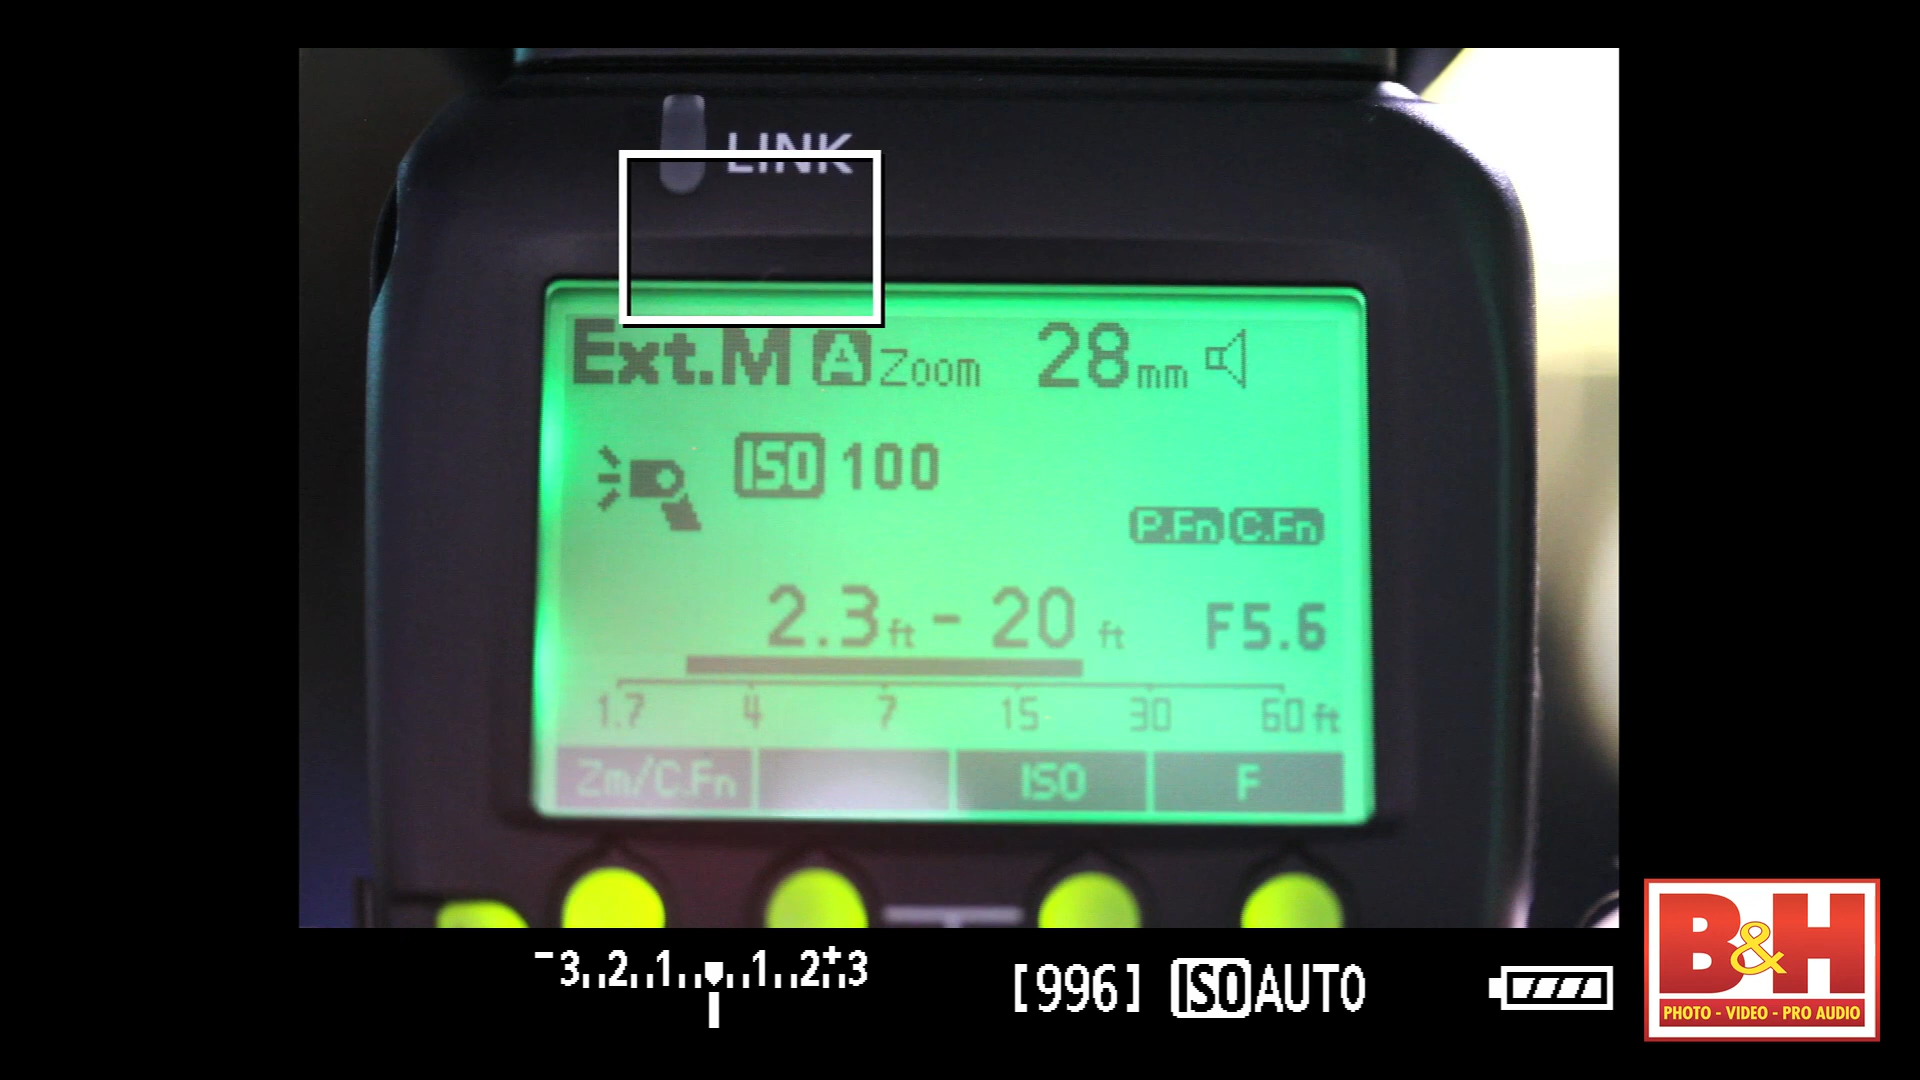 LINK
Ext.M A Zoom 28mm
ISO 100
P.Fn C.Fn
2.3ft - 20 ft F5.6
1.7 4 7 15 30 60 ft
Zm/C.Fn ISO F
-3..2..1....1..2..+3 [996] ISO AUTO
B&H
PHOTO - VIDEO - PRO AUDIO